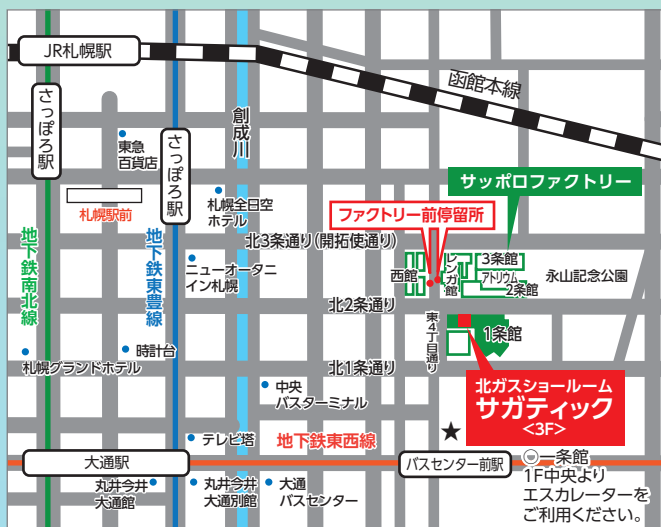 JR札幌駅
函館本線
さっぽろ駅
さっぽろ駅
創成川
東急
百貨店
札幌駅前
札幌全日空
ホテル
サッポロファクトリー
ファクトリー前停留所
北3条通り(開拓使通り)
地下鉄南北線
地下鉄東豊線
ニューオータニ
イン札幌
西館
レンガ館
3条館
アトリウム
2条館
永山記念公園
北2条通り
東4丁目通り
1条館
時計台
札幌グランドホテル
北1条通り
中央
バスターミナル
北ガスショールーム
サガティック
<3F>
テレビ塔
地下鉄東西線
★
大通駅
バスセンター前駅
丸井今井
大通館
丸井今井
大通別館
大通
バスセンター
一条館
1F中央より
エスカレーターを
ご利用ください。